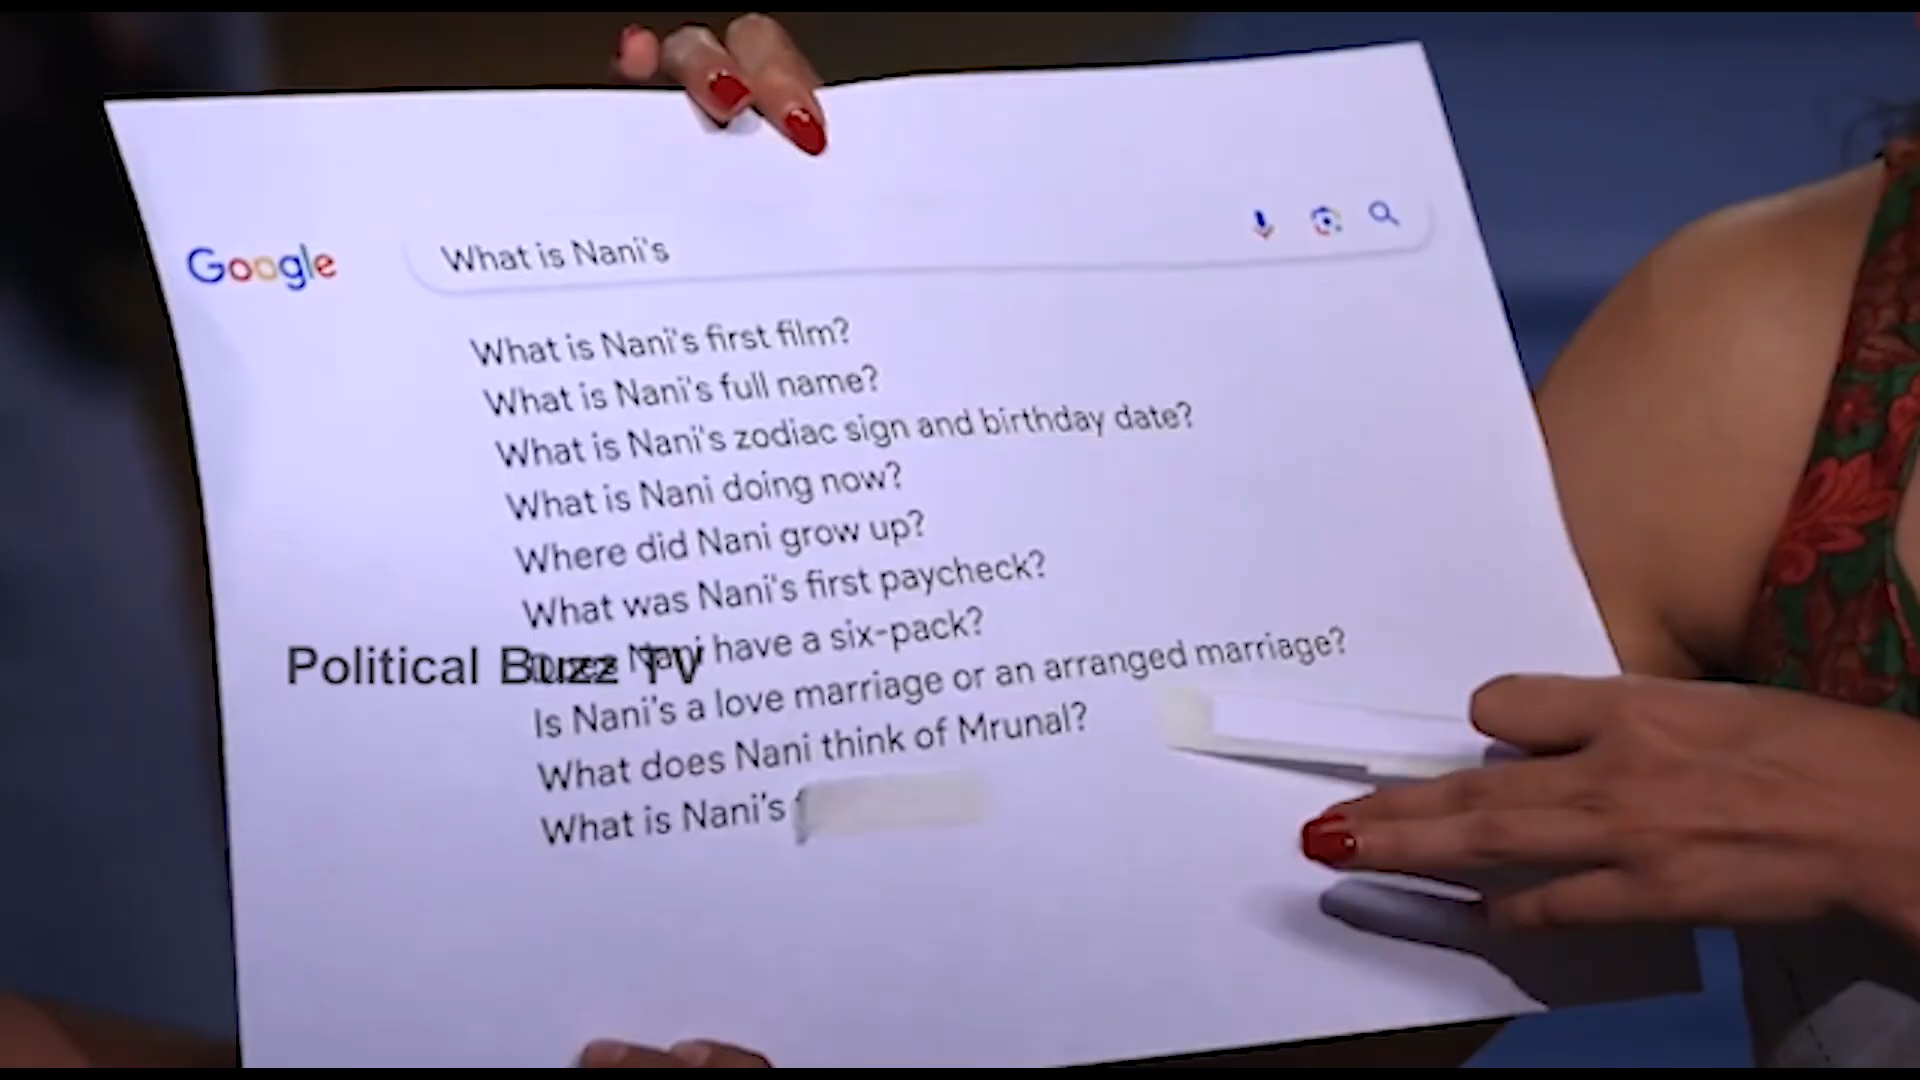 Google What is Nani's
What is Nani's first film?
What is Nani's full name?
What is Nani's zodiac sign and birthday date?
What is Nani doing now?
Where did Nani grow up?
What was Nani's first paycheck?
Nani have a six-pack?
Political Buzz TV
Is Nani's a love marriage or an arranged marriage?
What does Nani think of Mrunal?
What is Nani's